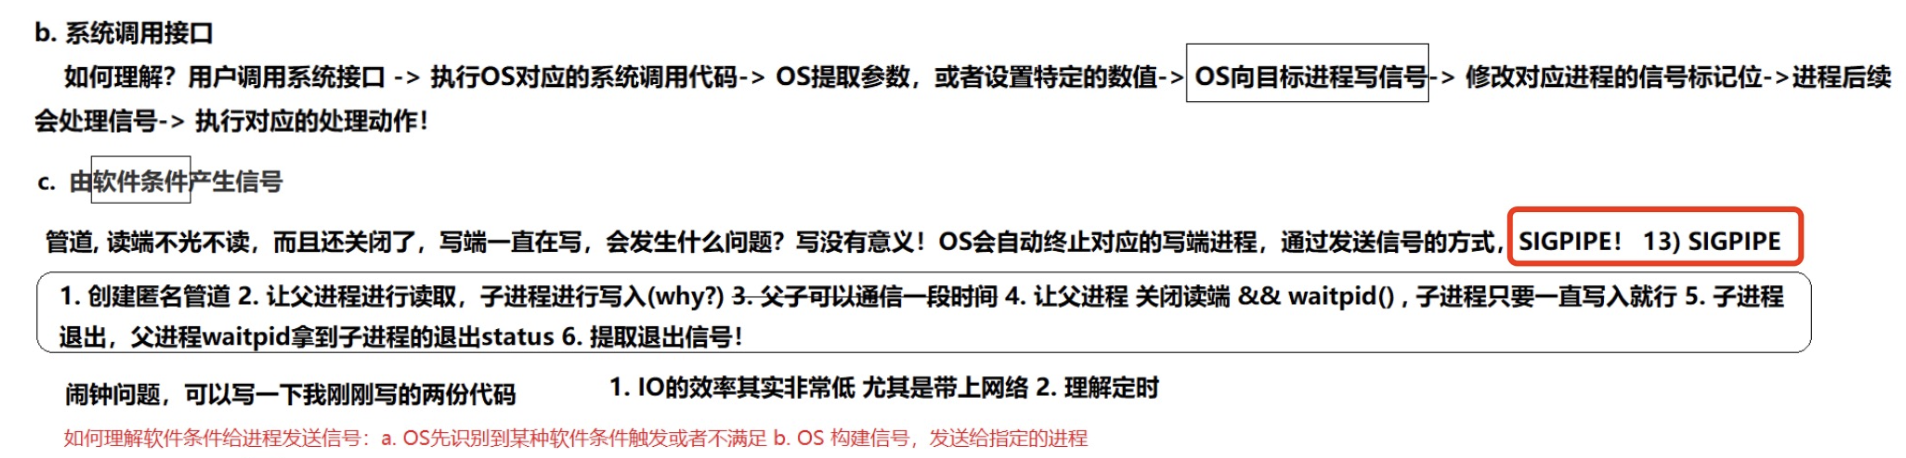 b. 系统调用接口
如何理解？用户调用系统接口 -> 执行OS对应的系统调用代码-> OS提取参数，或者设置特定的数值-> OS向目标进程写信号-> 修改对应进程的信号标记位->进程后续
会处理信号-> 执行对应的处理动作！
c. 由软件条件产生信号
管道, 读端不光不读，而且还关闭了，写端一直在写，会发生什么问题？写没有意义！OS会自动终止对应的写端进程，通过发送信号的方式，SIGPIPE！ 13) SIGPIPE
1. 创建匿名管道 2. 让父进程进行读取，子进程进行写入(why?) 3. 父子可以通信一段时间 4. 让父进程 关闭读端 && waitpid() , 子进程只要一直写入就行 5. 子进程
退出，父进程waitpid拿到子进程的退出status 6. 提取退出信号！
闹钟问题，可以写一下我刚刚写的两份代码 1. IO的效率其实非常低 尤其是带上网络 2. 理解定时
如何理解软件条件给进程发送信号：a. OS先识别到某种软件条件触发或者不满足 b. OS 构建信号，发送给指定的进程